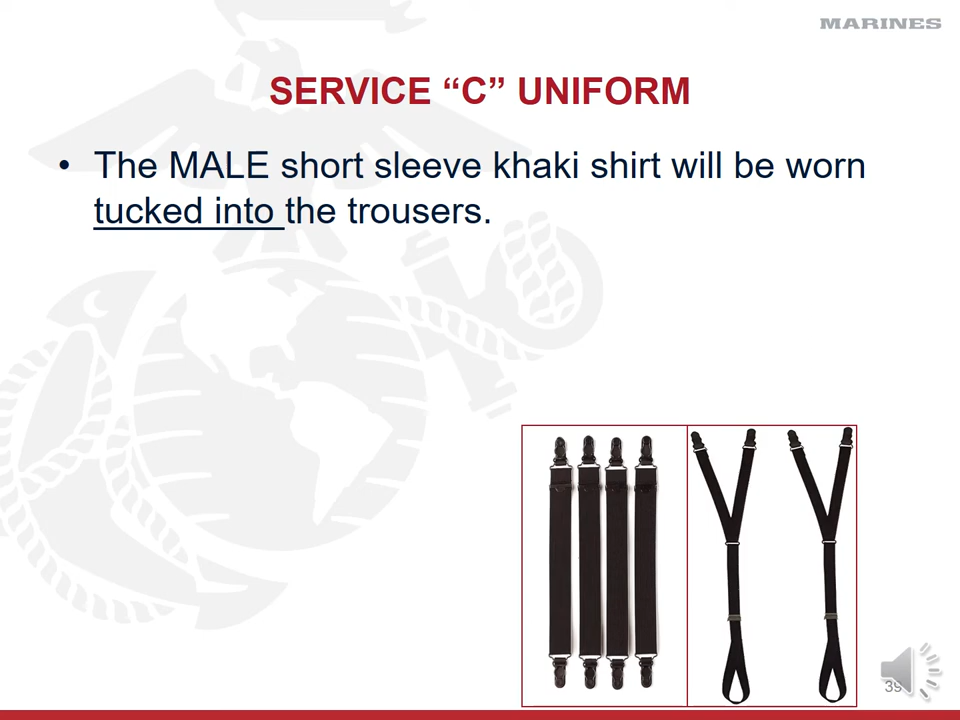 MARINES
SERVICE “C” UNIFORM
• The MALE short sleeve khaki shirt will be worn
tucked into the trousers.
39